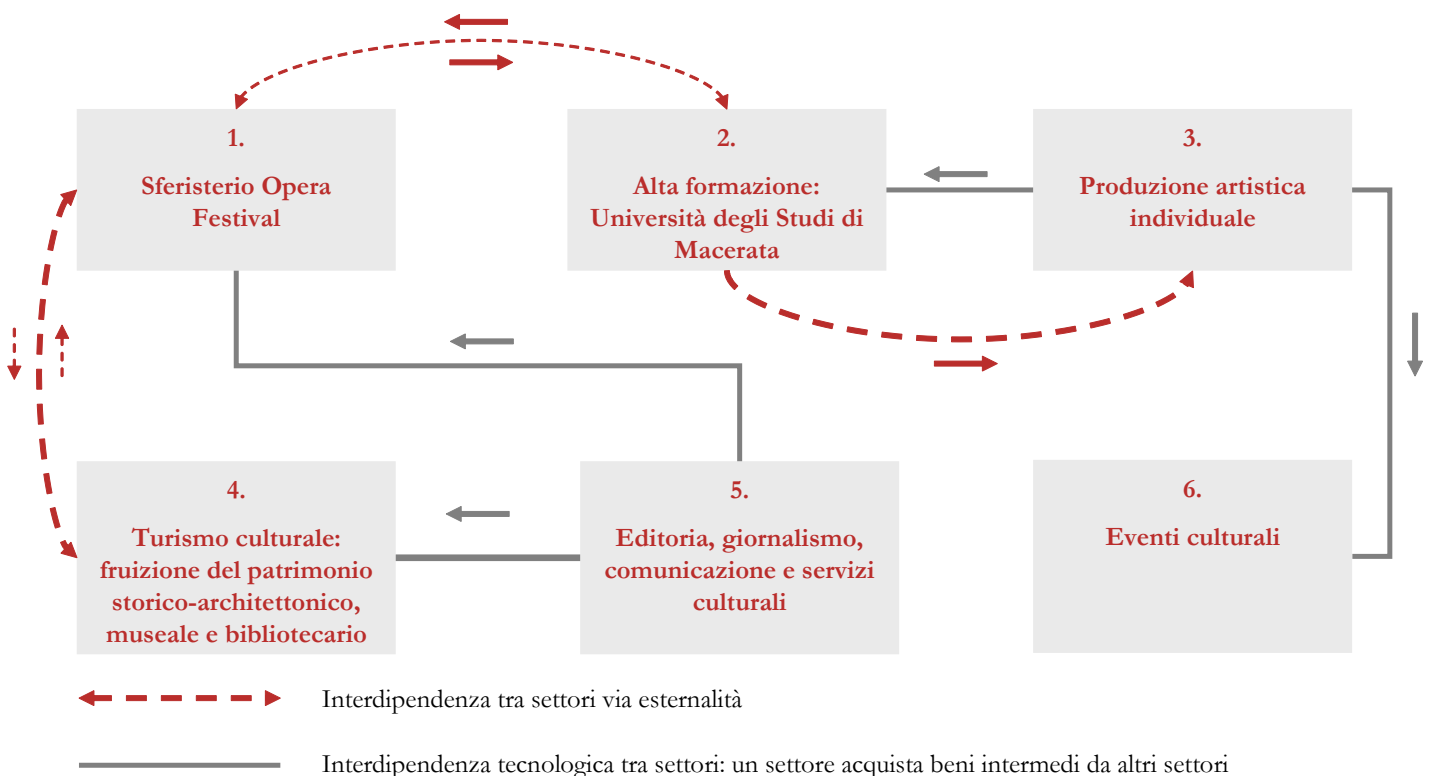 1.
Sferisterio Opera
Festival
2.
Alta formazione:
Università degli Studi di
Macerata
3.
Produzione artistica
individuale
4.
Turismo culturale:
fruizione del patrimonio
storico-architettonico,
museale e bibliotecario
5.
Editoria, giornalismo,
comunicazione e servizi
culturali
6.
Eventi culturali
Interdipendenza tra settori via esternalità
Interdipendenza tecnologica tra settori: un settore acquista beni intermedi da altri settori